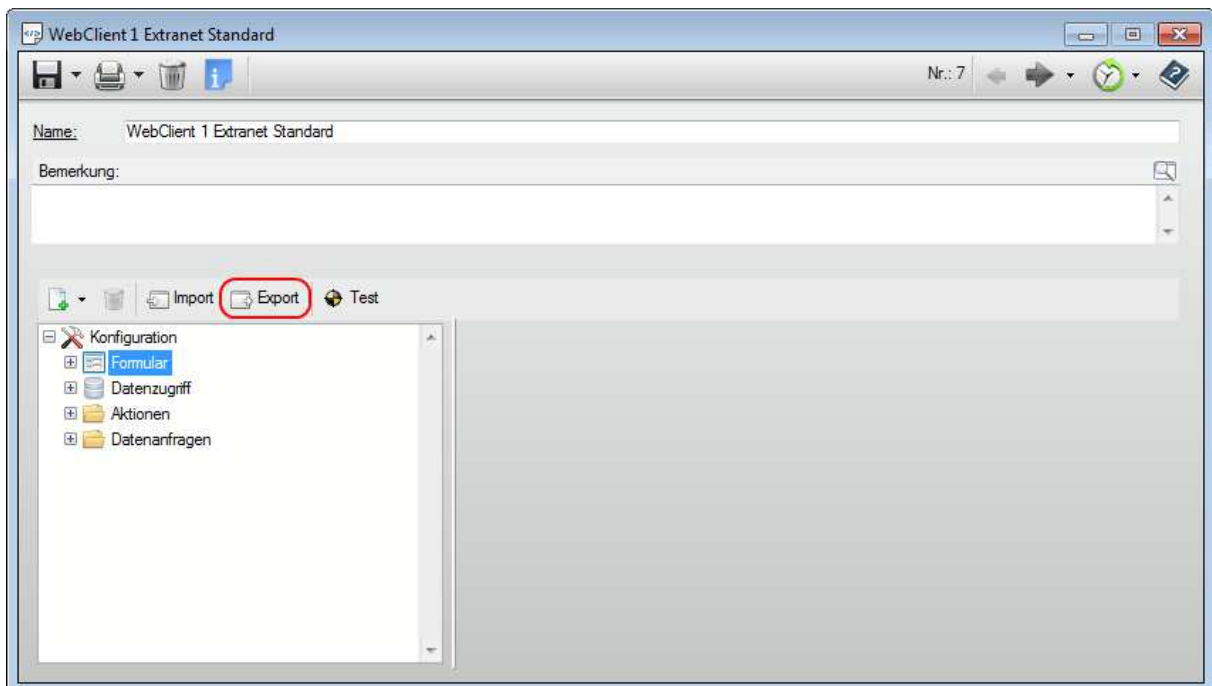 WebClient 1 Extranet Standard
Nr.: 7
Name: WebClient 1 Extranet Standard
Bemerkung:
Import Export Test
Konfiguration
Formular
Datenzugriff
Aktionen
Datenanfragen